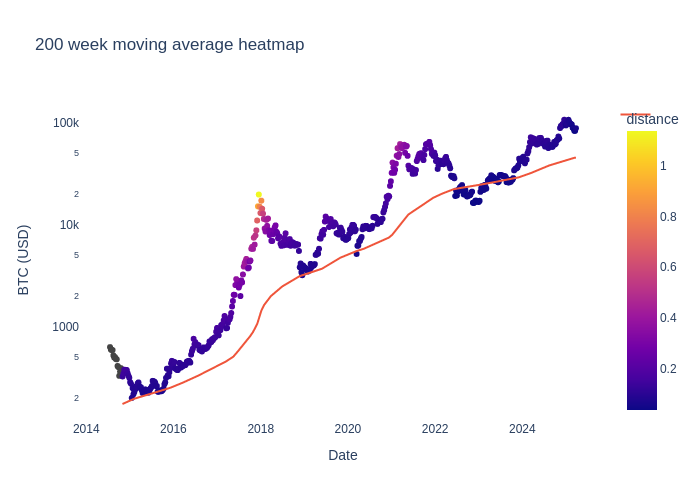 200 week moving average heatmap
distance
100k
5
2
10k
5
2
1000
5
2
BTC (USD)
1
0.8
0.6
0.4
0.2
2014 2016 2018 2020 2022 2024
Date